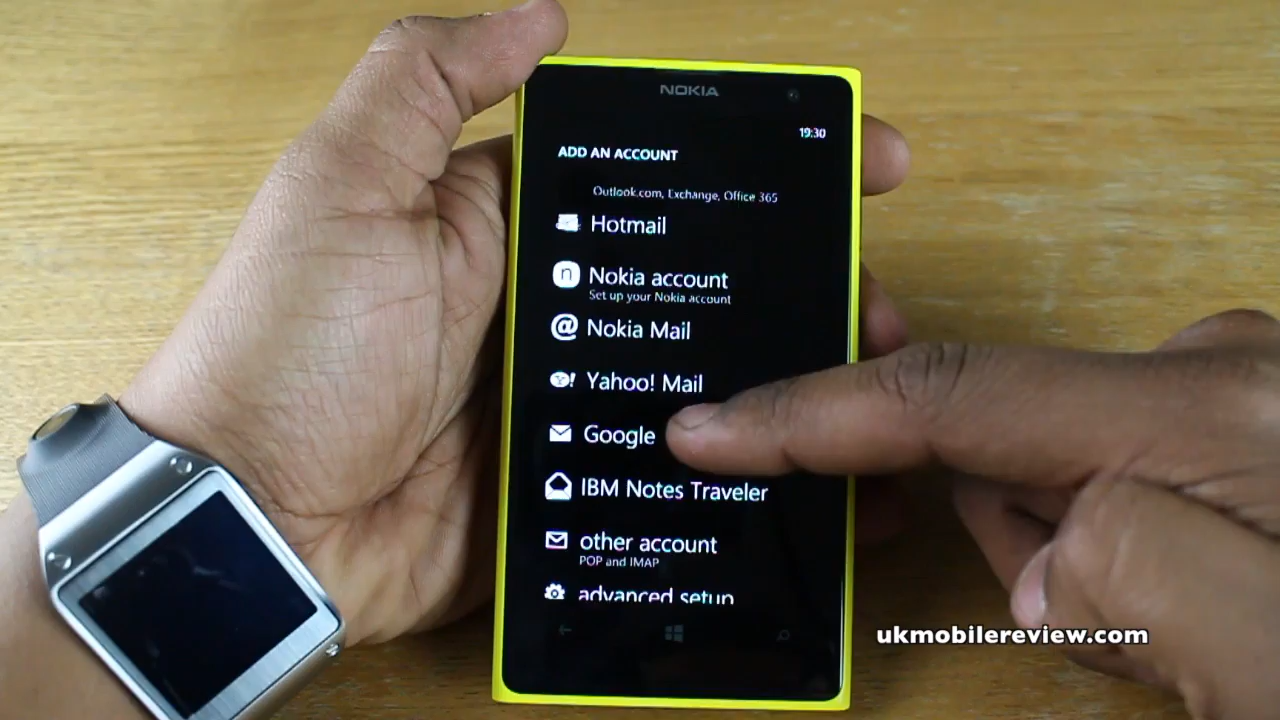 NOKIA
19:30
ADD AN ACCOUNT
Outlook.com, Exchange, Office 365
Hotmail
n
Nokia account
Set up your Nokia account
@ Nokia Mail
Y! Yahoo! Mail
Google
IBM Notes Traveler
other account
POP and IMAP
advanced setup
ukmobilereview.com